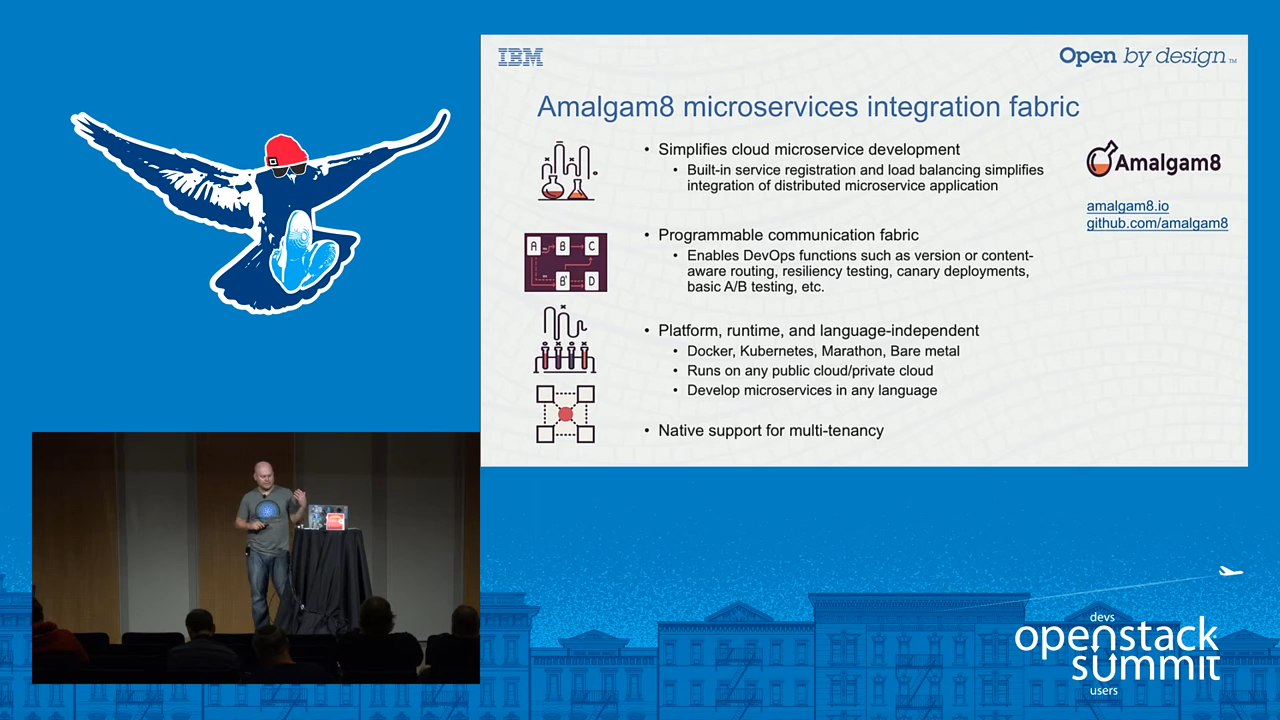 IBM
Open by design™
Amalgam8 microservices integration fabric
• Simplifies cloud microservice development
• Built-in service registration and load balancing simplifies
integration of distributed microservice application
Amalgam8
amalgam8.io
github.com/amalgam8
A
B
C
B'
D
• Programmable communication fabric
• Enables DevOps functions such as version or content-
aware routing, resiliency testing, canary deployments,
basic A/B testing, etc.
• Platform, runtime, and language-independent
• Docker, Kubernetes, Marathon, Bare metal
• Runs on any public cloud/private cloud
• Develop microservices in any language
• Native support for multi-tenancy
devs
openstack
summit
users